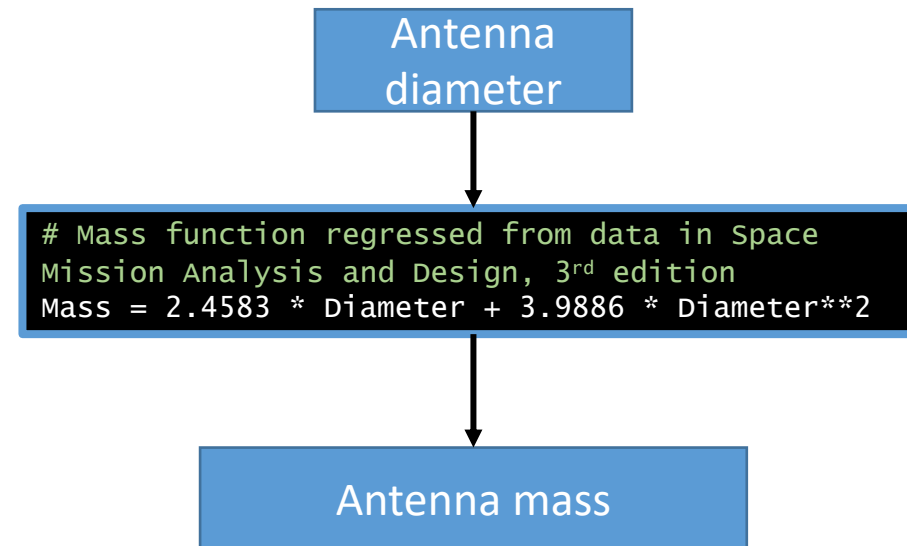 Antenna
diameter
# Mass function regressed from data in Space
Mission Analysis and Design, 3rd edition
Mass = 2.4583 * Diameter + 3.9886 * Diameter**2
Antenna mass